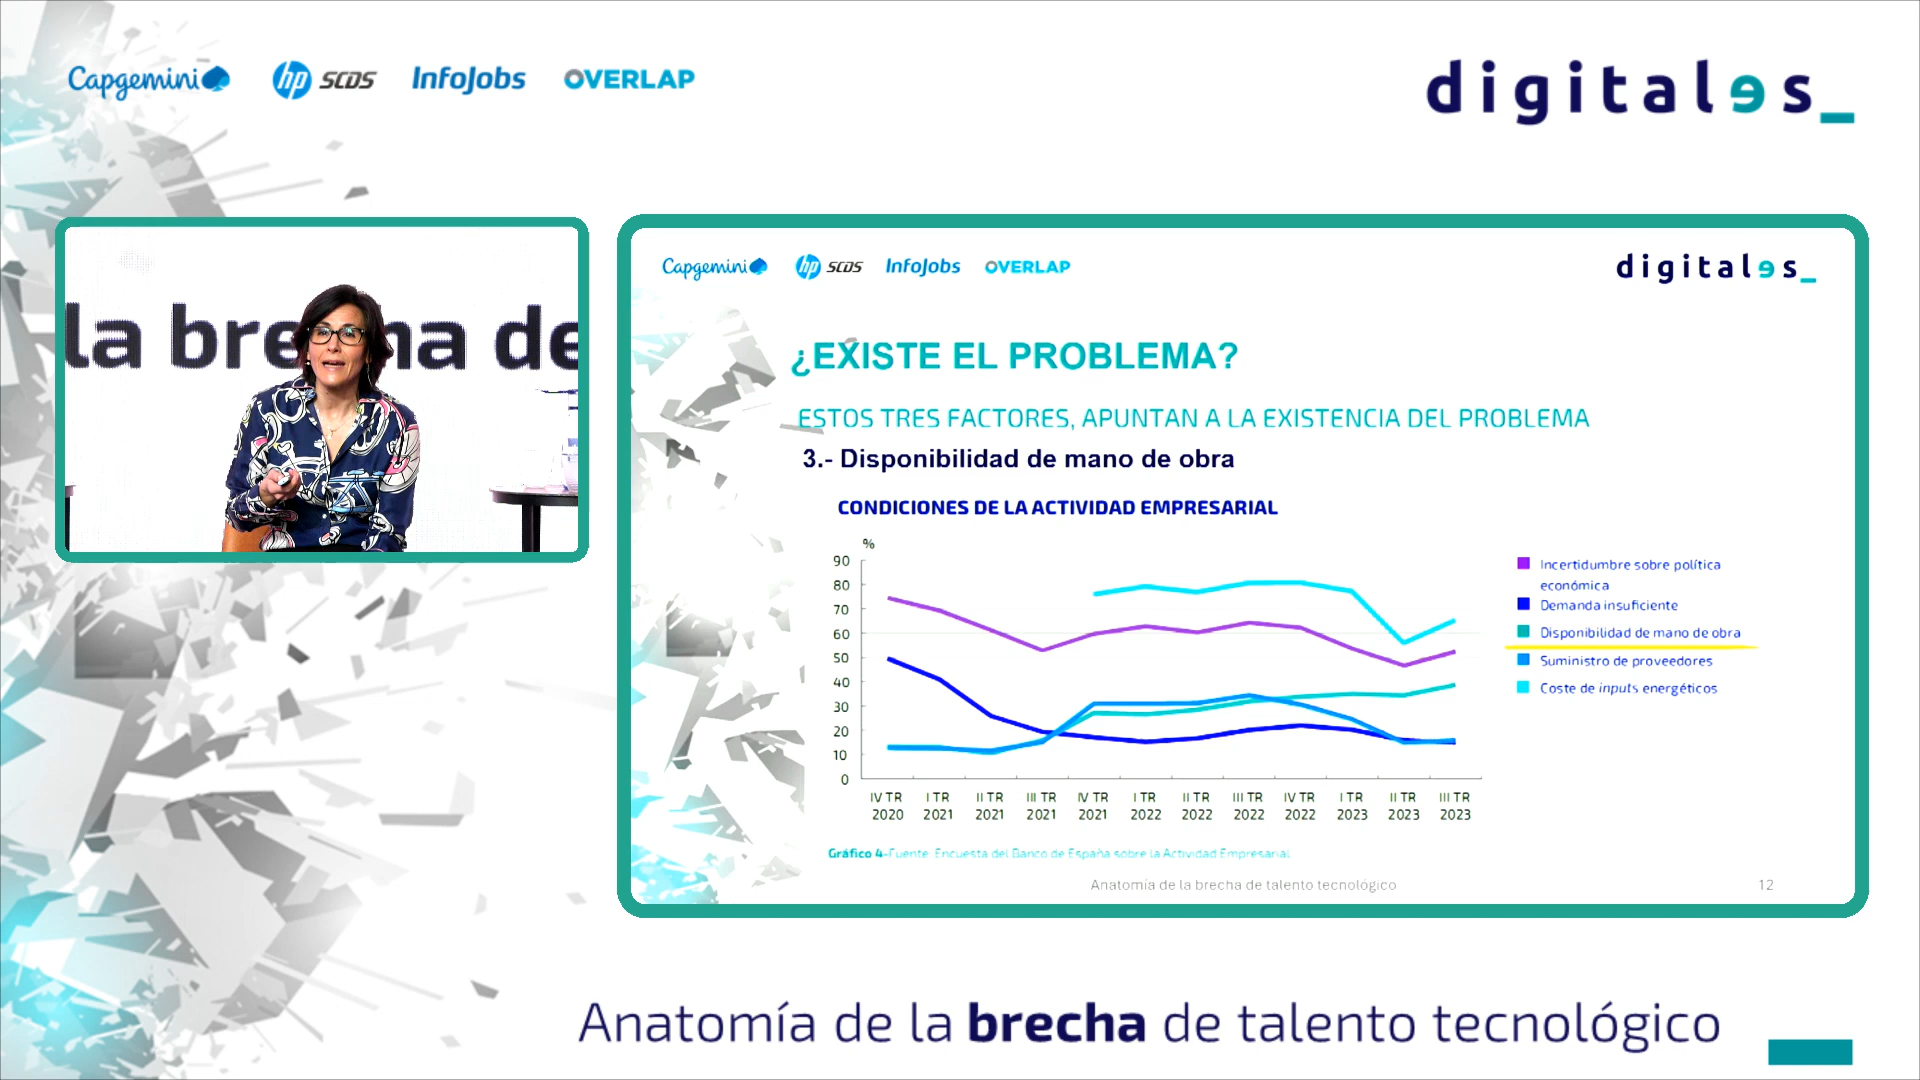 Capgemini hp SCDS InfoJobs OVERLAP
digitales_
la brecha de
Capgemini hp SCDS InfoJobs OVERLAP
digitales_
¿EXISTE EL PROBLEMA?
ESTOS TRES FACTORES, APUNTAN A LA EXISTENCIA DEL PROBLEMA
3.- Disponibilidad de mano de obra
CONDICIONES DE LA ACTIVIDAD EMPRESARIAL
%
90
80
70
60
50
40
30
20
10
0
IV TR I TR II TR III TR IV TR I TR II TR III TR IV TR I TR II TR III TR
2020 2021 2021 2021 2021 2022 2022 2022 2022 2023 2023 2023
Incertidumbre sobre política
económica
Demanda insuficiente
Disponibilidad de mano de obra
Suministro de proveedores
Coste de inputs energéticos
Gráfico 4-Fuente: Encuesta del Banco de España sobre la Actividad Empresarial
Anatomía de la brecha de talento tecnológico
12
Anatomía de la brecha de talento tecnológico